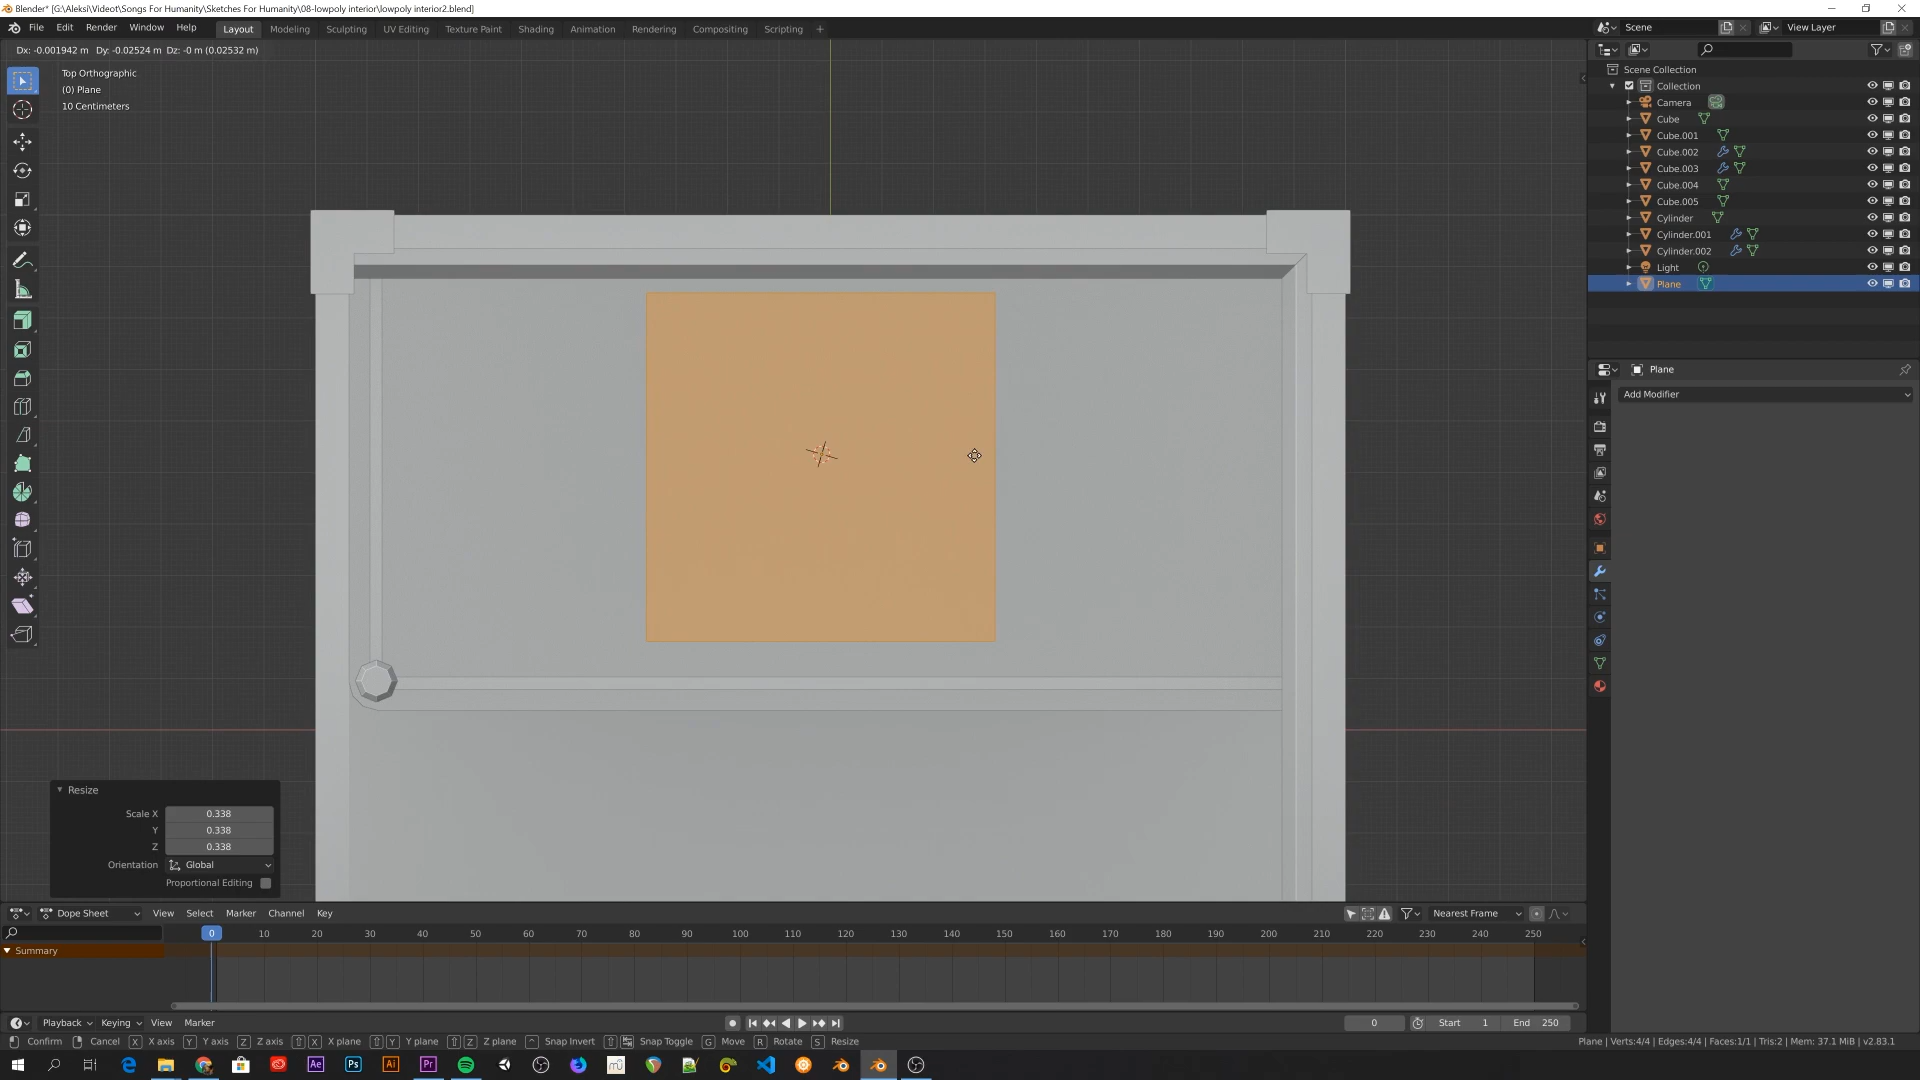 Blender* [G:\Aleksi\Videot\Songs For Humanity\Sketches For Humanity\08-lowpoly interior\lowpoly interior2.blend]
File Edit Render Window Help Layout Modeling Sculpting UV Editing Texture Paint Shading Animation Rendering Compositing Scripting + Scene View Layer
Dx: -0.001942 m Dy: -0.02524 m Dz: -0 m (0.02532 m)
Top Orthographic
(0) Plane
10 Centimeters
Scene Collection
Collection
Camera
Cube
Cube.001
Cube.002
Cube.003
Cube.004
Cube.005
Cylinder
Cylinder.001
Cylinder.002
Light
Plane
Plane
Add Modifier
Resize
Scale X 0.338
Y 0.338
Z 0.338
Orientation Global
Proportional Editing
Dope Sheet View Select Marker Channel Key Nearest Frame
0 10 20 30 40 50 60 70 80 90 100 110 120 130 140 150 160 170 180 190 200 210 220 230 240 250
Summary
Playback Keying View Marker 0 Start 1 End 250
Confirm Cancel X X axis Y Y axis Z Z axis X X plane Y Y plane Z Z plane Snap Invert Snap Toggle G Move R Rotate S Resize Plane | Verts:4/4 | Edges:4/4 | Faces:1/1 | Tris:2 | Mem: 37.1 MiB | v2.83.1
Ae Ps Ai Pr mu